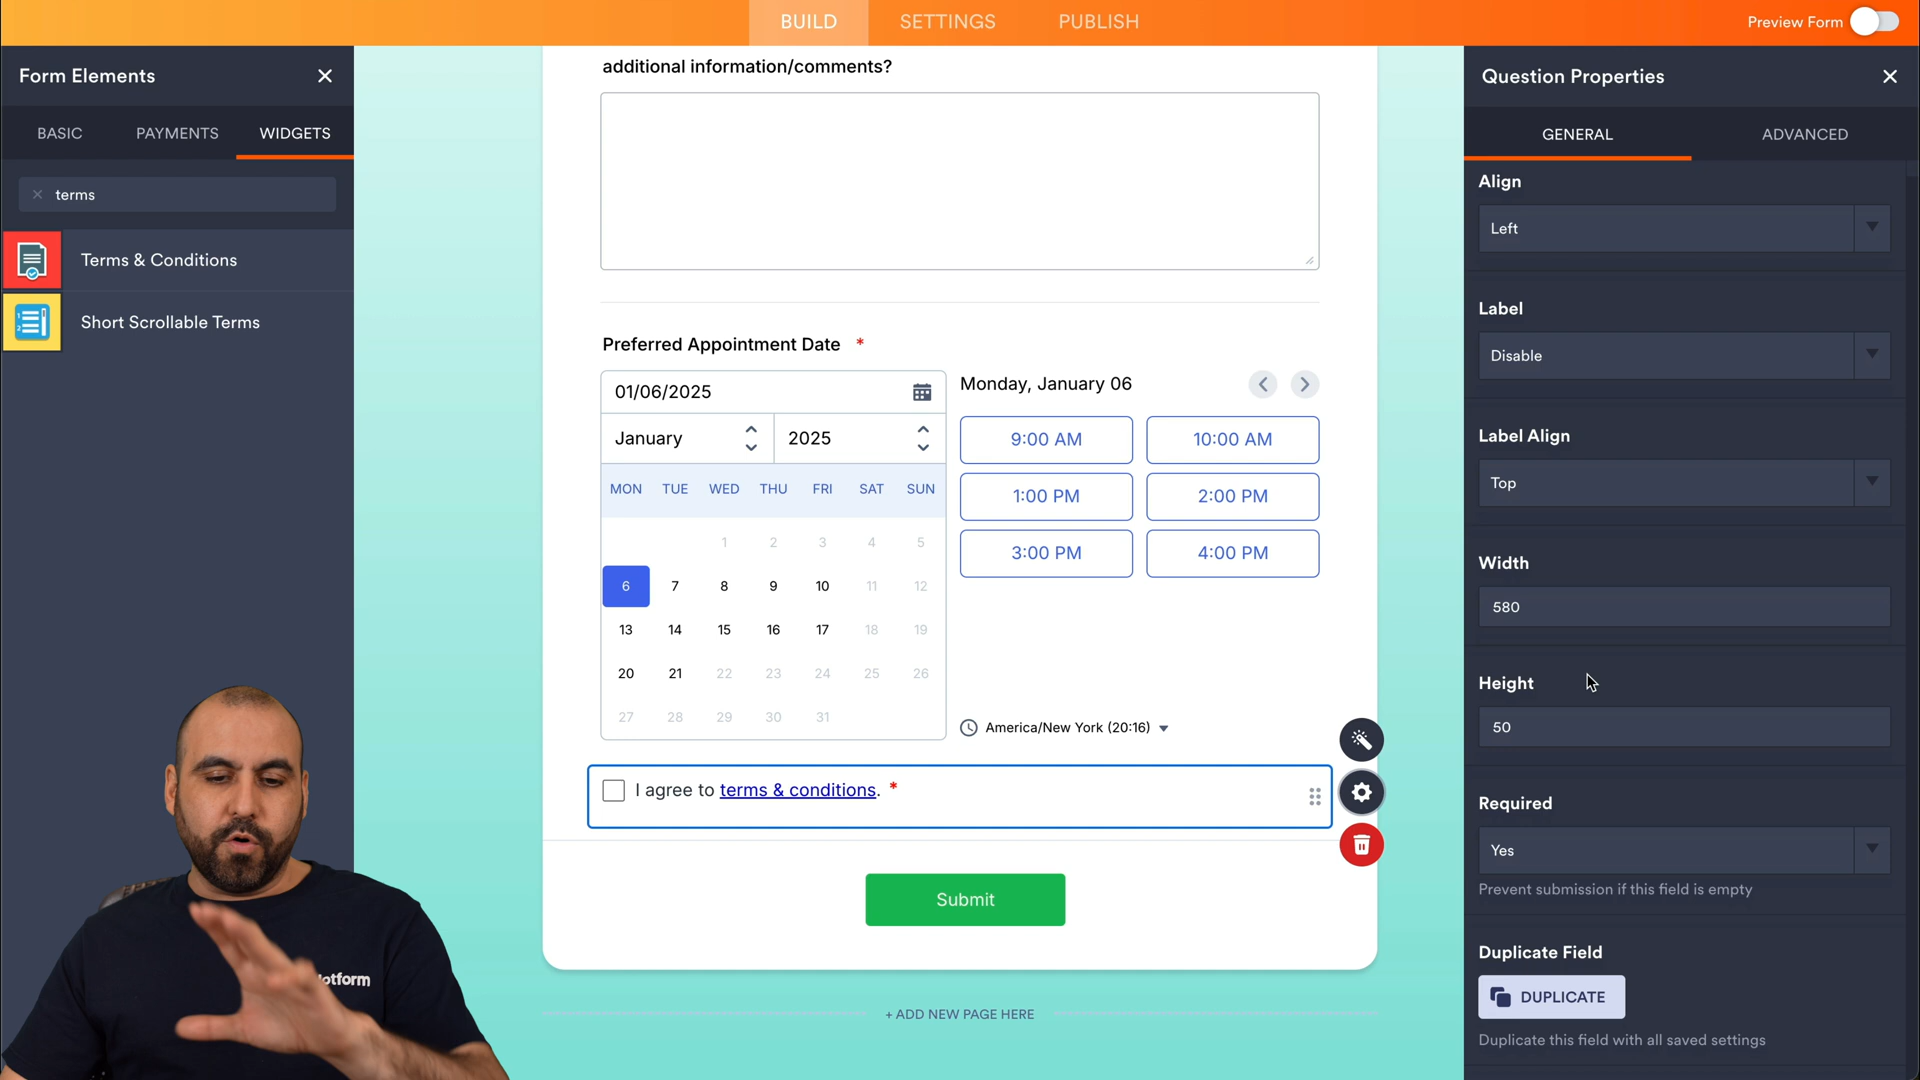 BUILD
SETTINGS
PUBLISH
Preview Form
Form Elements
BASIC
PAYMENTS
WIDGETS
terms
Terms & Conditions
Short Scrollable Terms
additional information/comments?
Preferred Appointment Date *
01/06/2025
January
2025
MON TUE WED THU FRI SAT SUN
1 2 3 4 5
6 7 8 9 10 11 12
13 14 15 16 17 18 19
20 21 22 23 24 25 26
27 28 29 30 31
Monday, January 06
9:00 AM 10:00 AM
1:00 PM 2:00 PM
3:00 PM 4:00 PM
America/New York (20:16)
I agree to terms & conditions. *
Submit
+ ADD NEW PAGE HERE
Question Properties
GENERAL
ADVANCED
Align
Left
Label
Disable
Label Align
Top
Width
580
Height
50
Required
Yes
Prevent submission if this field is empty
Duplicate Field
DUPLICATE
Duplicate this field with all saved settings